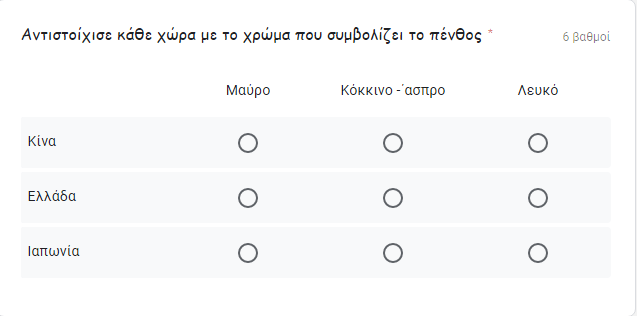 Αντιστοίχισε κάθε χώρα με το χρώμα που συμβολίζει το πένθος *
6 βαθμοί
Μαύρο Κόκκινο -΄ασπρο Λευκό
Κίνα
Ελλάδα
Ιαπωνία